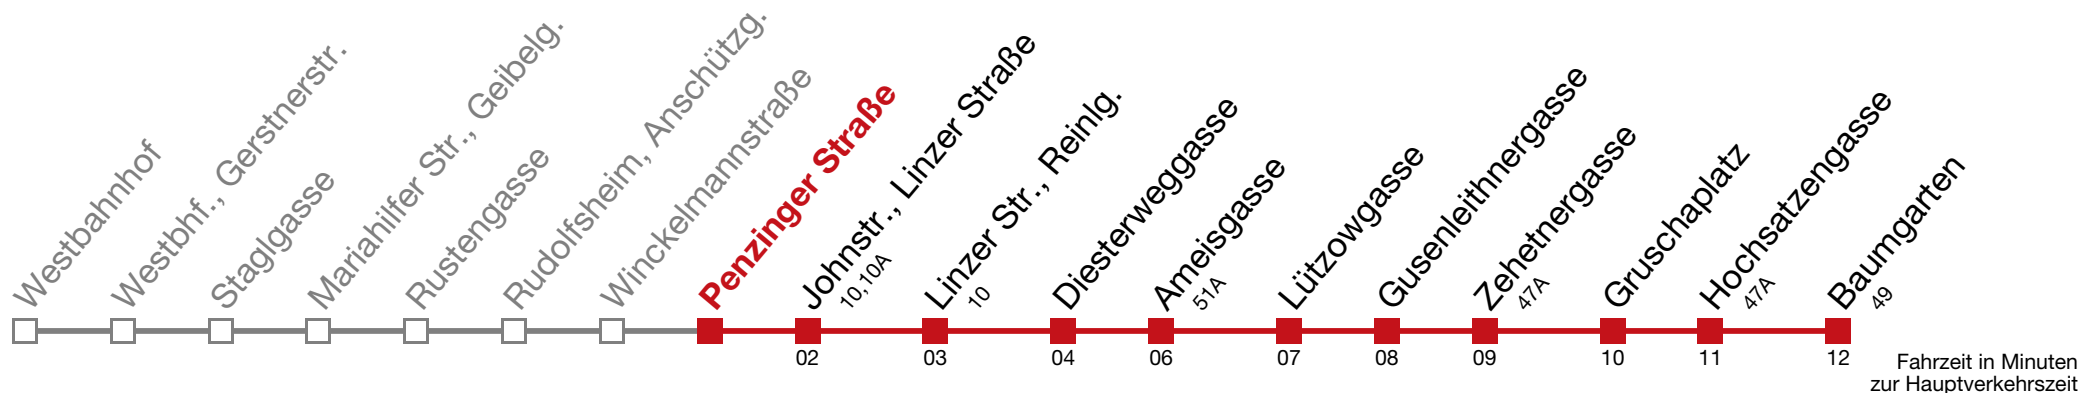 Westbahnhof
Westbhf., Gerstnerstr.
Staglgasse
Mariahilfer Str., Geibelg.
Rustengasse
Rudolfsheim, Anschützg.
Winckelmannstraße
Penzinger Straße
Johnstr., Linzer Straße
10, 10A
Linzer Str., Reinlg.
10
Diesterweggasse
Ameisgasse
51A
Lützowgasse
Gusenleithnergasse
Zehetnergasse
47A
Gruschaplatz
Hochsatzengasse
47A
Baumgarten
49
02
03
04
06
07
08
09
10
11
12
Fahrzeit in Minuten
zur Hauptverkehrszeit